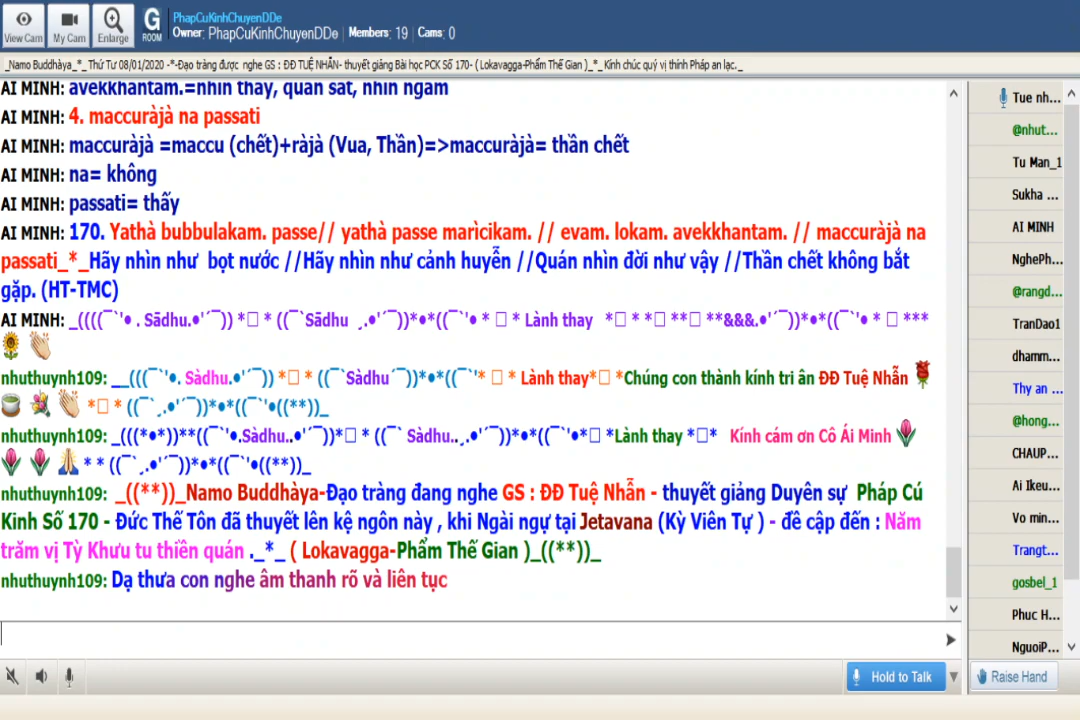 PhapCuKinhChuyenDDe
Owner: PhapCuKinhChuyenDDe Members: 19 Cams: 0
View Cam My Cam Enlarge G ROOM
_Namo Buddhàya_*_ Thứ Tư 08/01/2020 -*-Đạo tràng được nghe GS : ĐĐ TUỆ NHẪN- thuyết giảng Bài học PCK Số 170- ( Lokavagga-Phẩm Thế Gian )_*_ Kính chúc quý vị thính Pháp an lạc._
AI MINH: avekkhantam.=nhìn thấy, quan sát, nhìn ngắm
AI MINH: 4. maccuràjà na passati
AI MINH: maccuràjà =maccu (chết)+ràjà (Vua, Thần)=>maccuràjà= thần chết
AI MINH: na= không
AI MINH: passati= thấy
AI MINH: 170. Yathà bubbulakam. passe// yathà passe marìcikam. // evam. lokam. avekkhantam. // maccuràjà na
passati_*_Hãy nhìn như bọt nước //Hãy nhìn như cảnh huyễn //Quán nhìn đời như vậy //Thần chết không bắt
gặp. (HT-TMC)
AI MINH: _((((¯`'• . Sādhu.•'´¯)) *□ * ((¯`Sādhu ¸.•'´¯))*•*((¯`'• * □ * Lành thay *□ * *□ **□ **&&&.•'´¯))*•*((¯`'• * □ ***
nhuthuynh109: __(((¯`'•. Sàdhu.•'´¯)) *□ * ((¯`Sàdhu´¯))*•*((¯`'* □ * Lành thay*□ *Chúng con thành kính tri ân ĐĐ Tuệ Nhẫn
*□ * ((¯`¸.•'´¯))*•*((¯`'•((**))_
nhuthuynh109: _(((*•*))**((¯`'•.Sàdhu..•'´¯))*□ * ((¯` Sàdhu..¸.•'´¯))*•*((¯`'•*□ *Lành thay *□* Kính cám ơn Cô Ái Minh
* * ((¯`¸.•'´¯))*•*((¯`'•((**))_
nhuthuynh109: _((**))_Namo Buddhàya-Đạo tràng đang nghe GS : ĐĐ Tuệ Nhẫn - thuyết giảng Duyên sự Pháp Cú
Kinh Số 170 - Đức Thế Tôn đã thuyết lên kệ ngôn này , khi Ngài ngự tại Jetavana (Kỳ Viên Tự ) - đề cập đến : Năm
trăm vị Tỳ Khưu tu thiền quán ._*_ ( Lokavagga-Phẩm Thế Gian )_((**))_
nhuthuynh109: Dạ thưa con nghe âm thanh rõ và liên tục
Hold to Talk
Tue nh...
@nhut...
Tu Man_1
Sukha ...
AI MINH
NghePh...
@rangd...
TranDao1
dhamm...
Thy an ...
@hong...
CHAUP...
Ai Ikeu...
Vo min...
Trangt...
gosbel_1
Phuc H...
NguoiP...
Raise Hand